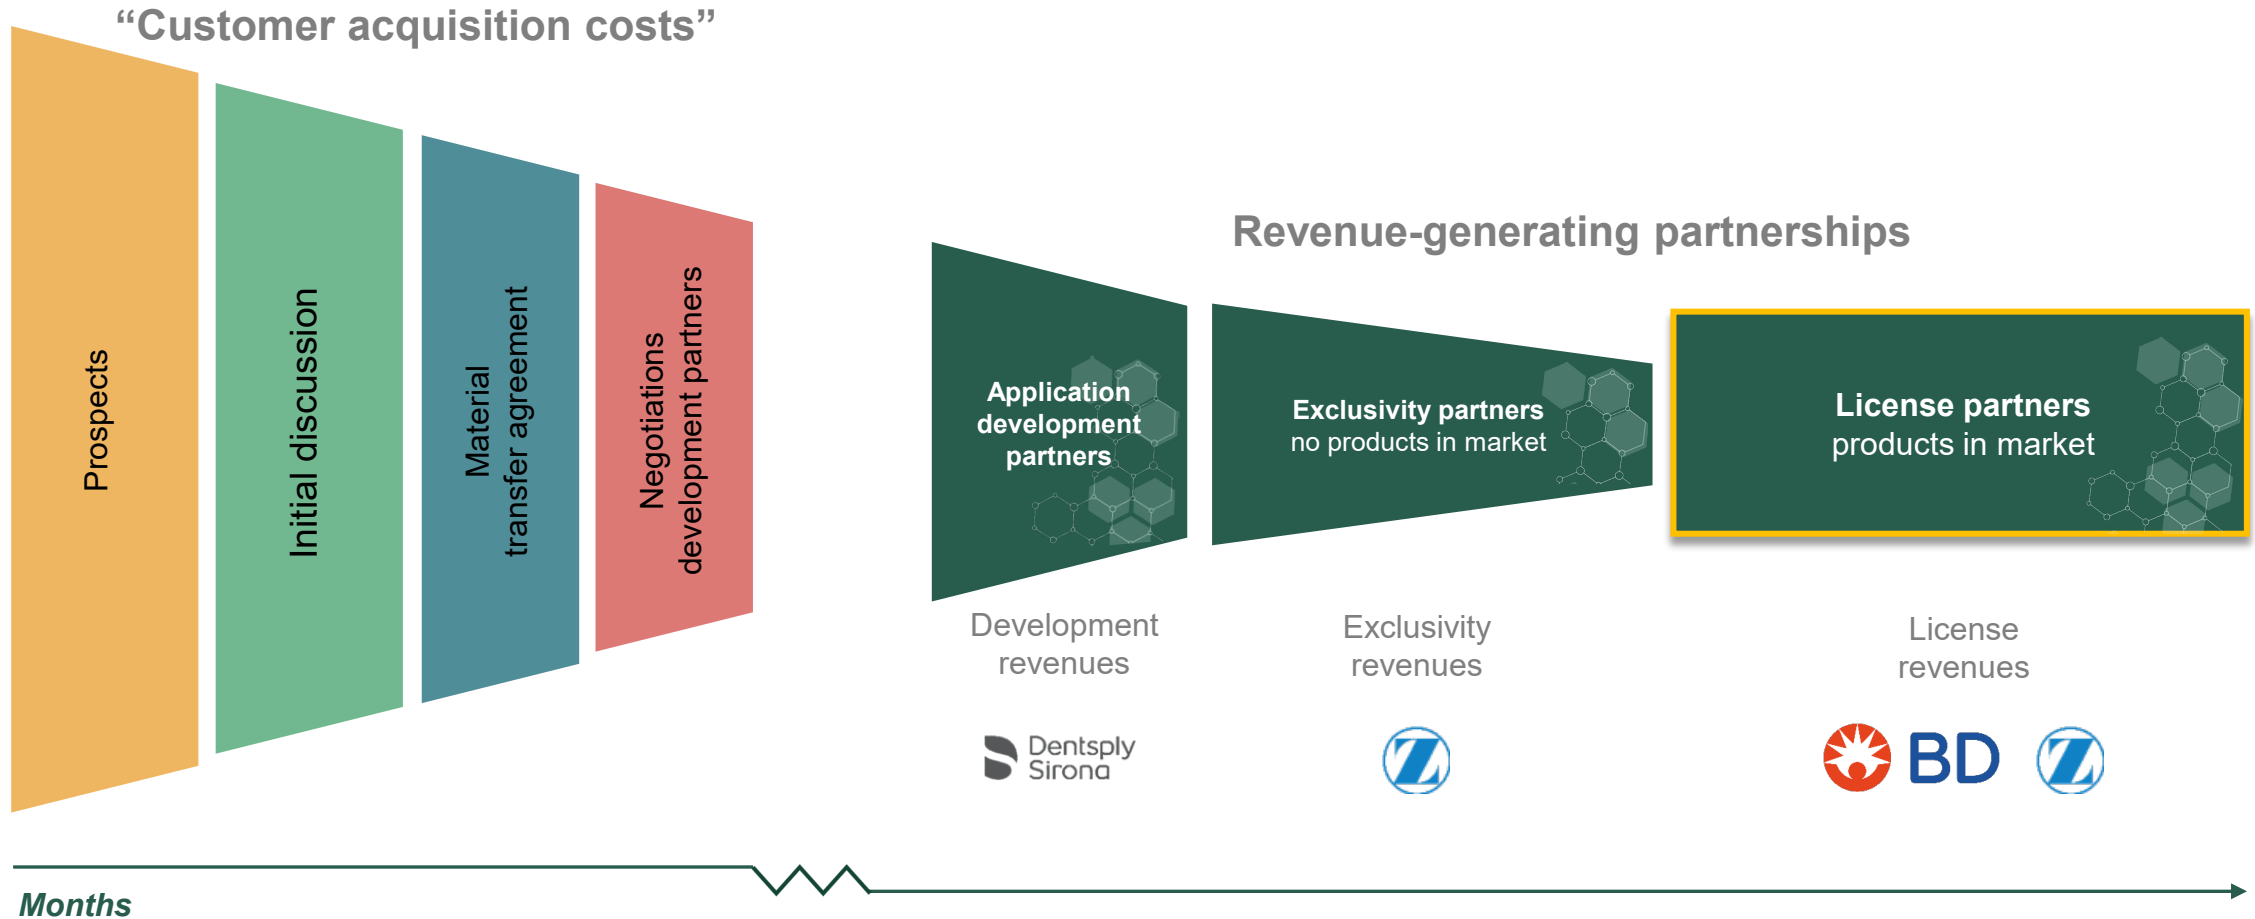 “Customer acquisition costs”
Prospects
Initial discussion
Material
transfer agreement
Negotiations
development partners
Revenue-generating partnerships
Application
development
partners
Exclusivity partners
no products in market
License partners
products in market
Development
revenues
Exclusivity
revenues
License
revenues
Dentsply
Sirona
Z
BD
Z
Months